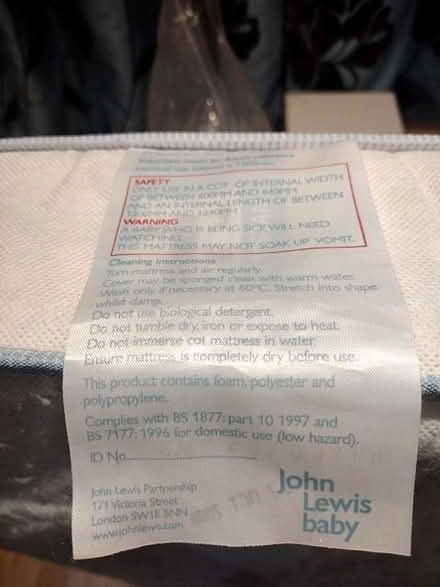 SAFETY
ONLY USE IN A COT OF INTERNAL WIDTH
OF BETWEEN 600MM AND 640MM
AND AN INTERNAL LENGTH OF BETWEEN
AND 1240MM
WARNING
A BABY WHO IS BEING SICK WILL NEED
WATCHING.
THIS MATTRESS MAY NOT SOAK UP VOMIT.
Cleaning instructions
Turn mattress and air regularly.
Cover may be sponged clean with warm water.
Wash only if necessary at 60°C. Stretch into shape
whilst damp.
Do not use biological detergent.
Do not tumble dry, iron or expose to heat.
Do not immerse cot mattress in water
Ensure mattress is completely dry before use.
This product contains foam, polyester and
polypropylene.
Complies with BS 1877: part 10 1997 and
BS 7177: 1996 for domestic use (low hazard).
ID No.
John Lewis Partnership
171 Victoria Street
London SW1E 5NN
www.johnlewis.com
John
Lewis
baby